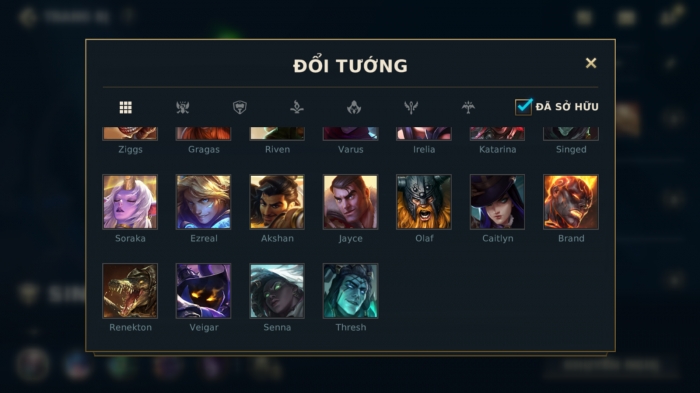 ĐỔI TƯỚNG
ĐÃ SỞ HỮU
Ziggs Gragas Riven Varus Irelia Katarina Singed
Soraka Ezreal Akshan Jayce Olaf Caitlyn Brand
Renekton Veigar Senna Thresh